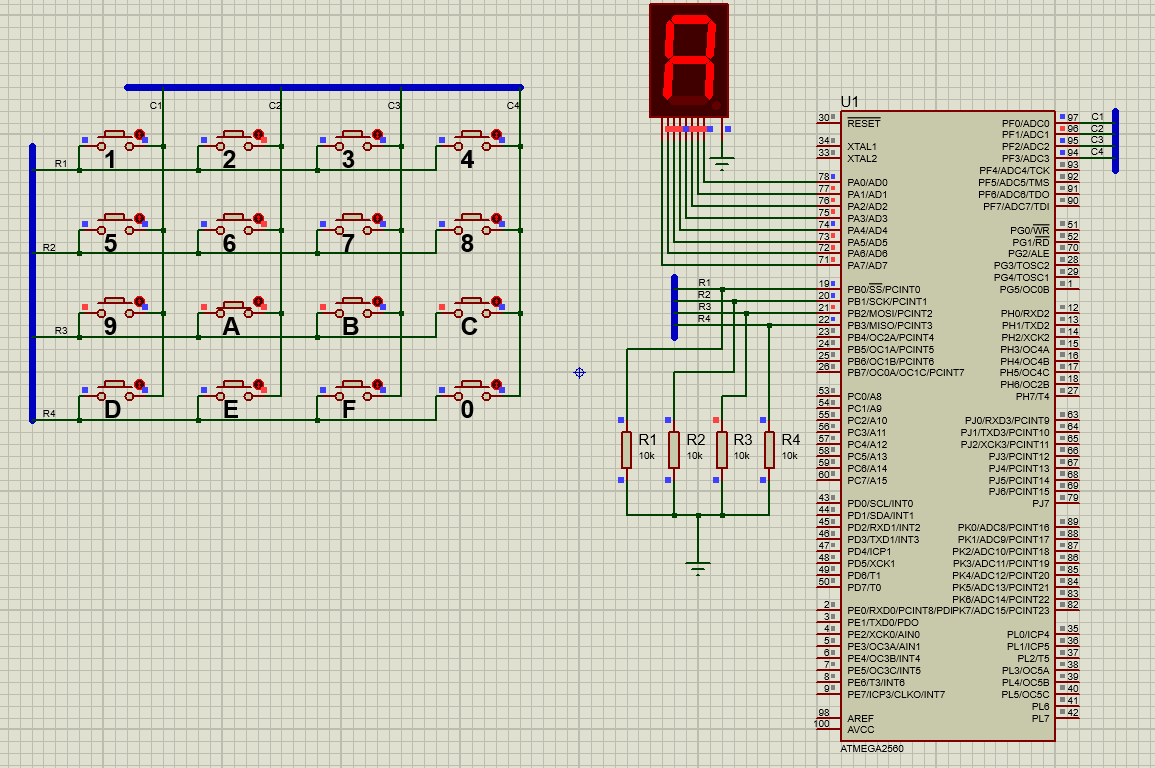 C1
C2
C3
C4
1
2
3
4
R1
5
6
7
8
R2
9
A
B
C
R3
D
E
F
0
R4
R1
R2
R3
R4
R1
10k
R2
10k
R3
10k
R4
10k
U1
30 RESET
34 XTAL1
33 XTAL2
78 PA0/AD0
77 PA1/AD1
76 PA2/AD2
75 PA3/AD3
74 PA4/AD4
73 PA5/AD5
72 PA6/AD6
71 PA7/AD7
19 PB0/SS/PCINT0
20 PB1/SCK/PCINT1
21 PB2/MOSI/PCINT2
22 PB3/MISO/PCINT3
23 PB4/OC2A/PCINT4
24 PB5/OC1A/PCINT5
25 PB6/OC1B/PCINT6
26 PB7/OC0A/OC1C/PCINT7
53 PC0/A8
54 PC1/A9
55 PC2/A10
56 PC3/A11
57 PC4/A12
58 PC5/A13
59 PC6/A14
60 PC7/A15
43 PD0/SCL/INT0
44 PD1/SDA/INT1
45 PD2/RXD1/INT2
46 PD3/TXD1/INT3
47 PD4/ICP1
48 PD5/XCK1
49 PD6/T1
50 PD7/T0
2 PE0/RXD0/PCINT8/PDI
3 PE1/TXD0/PDO
4 PE2/XCK0/AIN0
5 PE3/OC3A/AIN1
6 PE4/OC3B/INT4
7 PE5/OC3C/INT5
8 PE6/T3/INT6
9 PE7/ICP3/CLKO/INT7
98 AREF
100 AVCC
PF0/ADC0 97 C1
PF1/ADC1 96 C2
PF2/ADC2 95 C3
PF3/ADC3 94 C4
PF4/ADC4/TCK 93
PF5/ADC5/TMS 92
PF6/ADC6/TDO 91
PF7/ADC7/TDI 90
PG0/WR 51
PG1/RD 52
PG2/ALE 70
PG3/TOSC2 28
PG4/TOSC1 29
PG5/OC0B 1
PH0/RXD2 12
PH1/TXD2 13
PH2/XCK2 14
PH3/OC4A 15
PH4/OC4B 16
PH5/OC4C 17
PH6/OC2B 18
PH7/T4 27
PJ0/RXD3/PCINT9 63
PJ1/TXD3/PCINT10 64
PJ2/XCK3/PCINT11 65
PJ3/PCINT12 66
PJ4/PCINT13 67
PJ5/PCINT14 68
PJ6/PCINT15 69
PJ7 79
PK0/ADC8/PCINT16 89
PK1/ADC9/PCINT17 88
PK2/ADC10/PCINT18 87
PK3/ADC11/PCINT19 86
PK4/ADC12/PCINT20 85
PK5/ADC13/PCINT21 84
PK6/ADC14/PCINT22 83
PK7/ADC15/PCINT23 82
PL0/ICP4 35
PL1/ICP5 36
PL2/T5 37
PL3/OC5A 38
PL4/OC5B 39
PL5/OC5C 40
PL6 41
PL7 42
ATMEGA2560